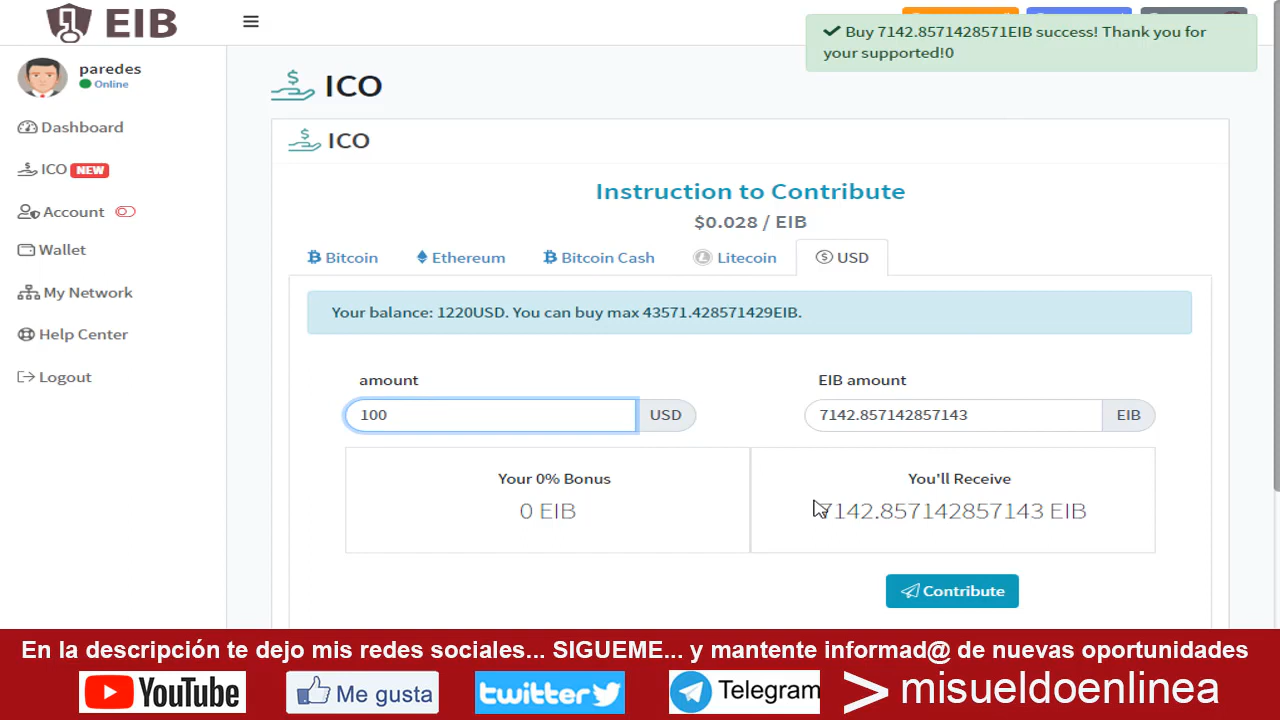 EIB
Buy 7142.8571428571EIB success! Thank you for
your supported!0
paredes
Online
Dashboard
ICO NEW
Account
Wallet
My Network
Help Center
Logout
ICO
ICO
Instruction to Contribute
$0.028 / EIB
Bitcoin
Ethereum
Bitcoin Cash
Litecoin
USD
Your balance: 1220USD. You can buy max 43571.428571429EIB.
amount
EIB amount
100 USD
7142.857142857143 EIB
Your 0% Bonus
0 EIB
You'll Receive
7142.857142857143 EIB
Contribute
En la descripción te dejo mis redes sociales... SIGUEME... y mantente informad@ de nuevas oportunidades
YouTube
Me gusta
twitter
Telegram
> misueldoenlinea